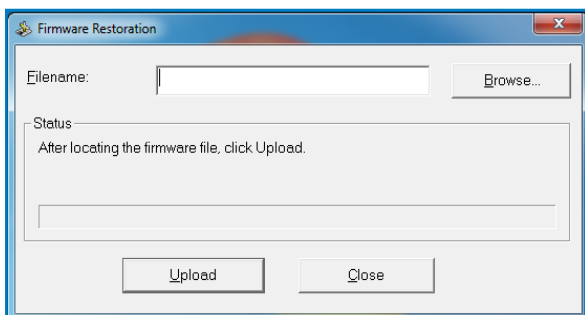 Firmware Restoration
Filename:
Browse...
Status
After locating the firmware file, click Upload.
Upload
Close